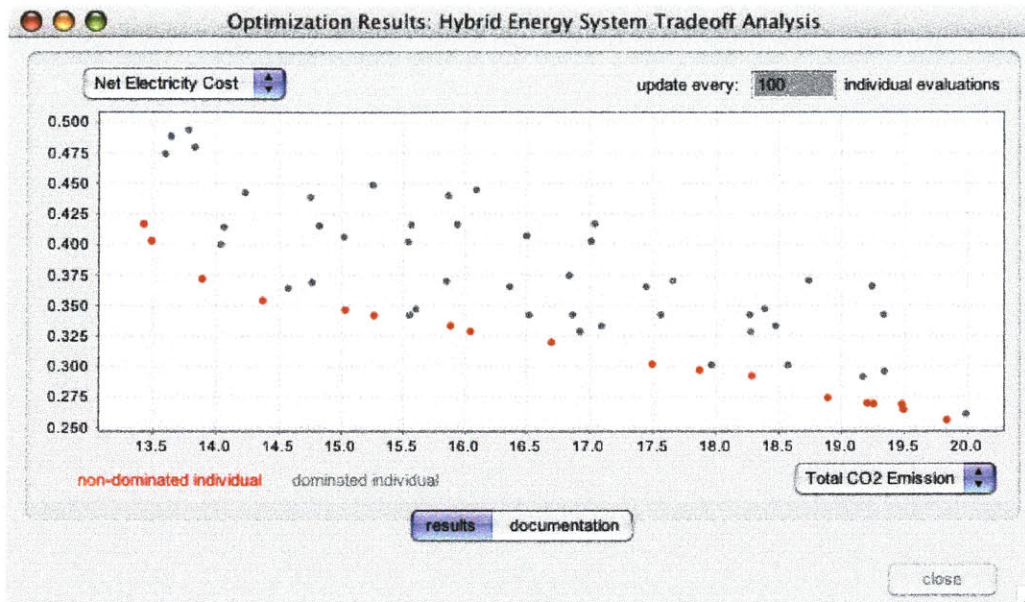 Optimization Results: Hybrid Energy System Tradeoff Analysis
Net Electricity Cost
update every: 100 individual evaluations
0.500
0.475
0.450
0.425
0.400
0.375
0.350
0.325
0.300
0.275
0.250
13.5 14.0 14.5 15.0 15.5 16.0 16.5 17.0 17.5 18.0 18.5 19.0 19.5 20.0
non-dominated individual dominated individual
Total CO2 Emission
results documentation
close